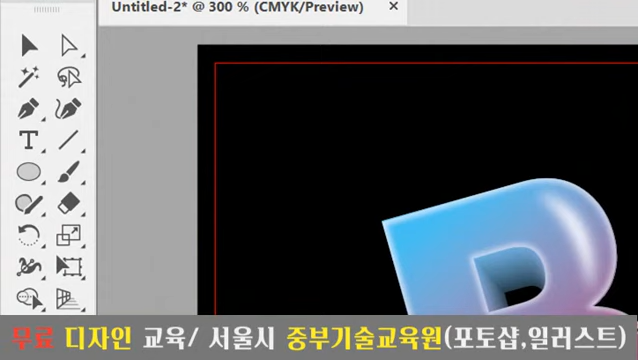 Untitled-2* @ 300 % (CMYK/Preview) ×
무료 디자인 교육/ 서울시 중부기술교육원(포토샵,일러스트)